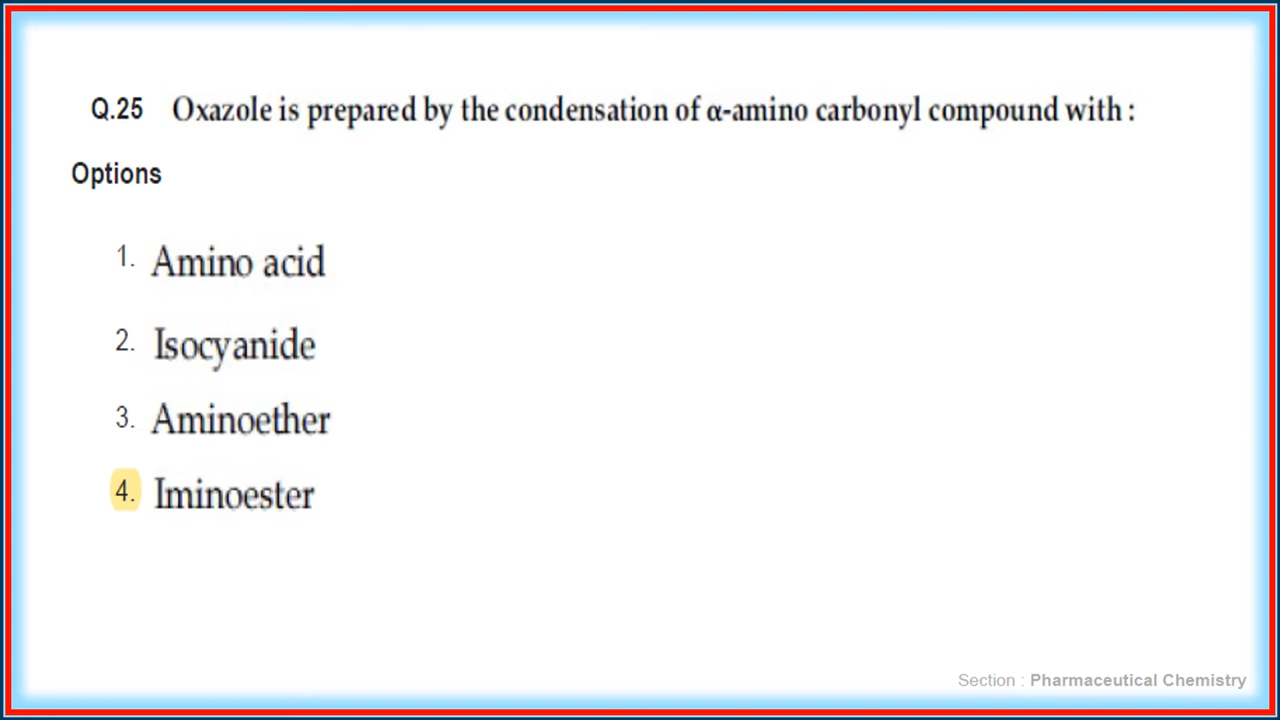 Q.25 Oxazole is prepared by the condensation of α-amino carbonyl compound with :
Options
1. Amino acid
2. Isocyanide
3. Aminoether
4. Iminoester
Section : Pharmaceutical Chemistry